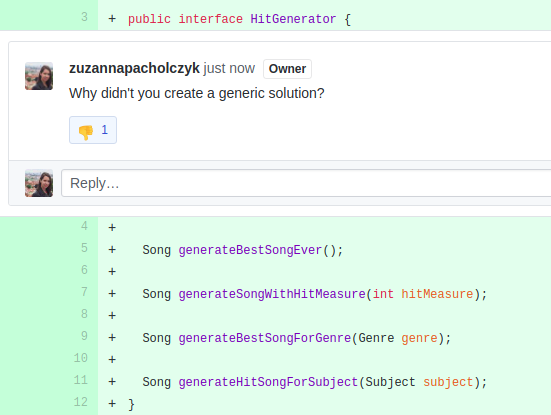 3 + public interface HitGenerator {
zuzannapacholczyk just now Owner
Why didn't you create a generic solution?
👎 1
Reply…
4 +
5 + Song generateBestSongEver();
6 +
7 + Song generateSongWithHitMeasure(int hitMeasure);
8 +
9 + Song generateBestSongForGenre(Genre genre);
10 +
11 + Song generateHitSongForSubject(Subject subject);
12 + }